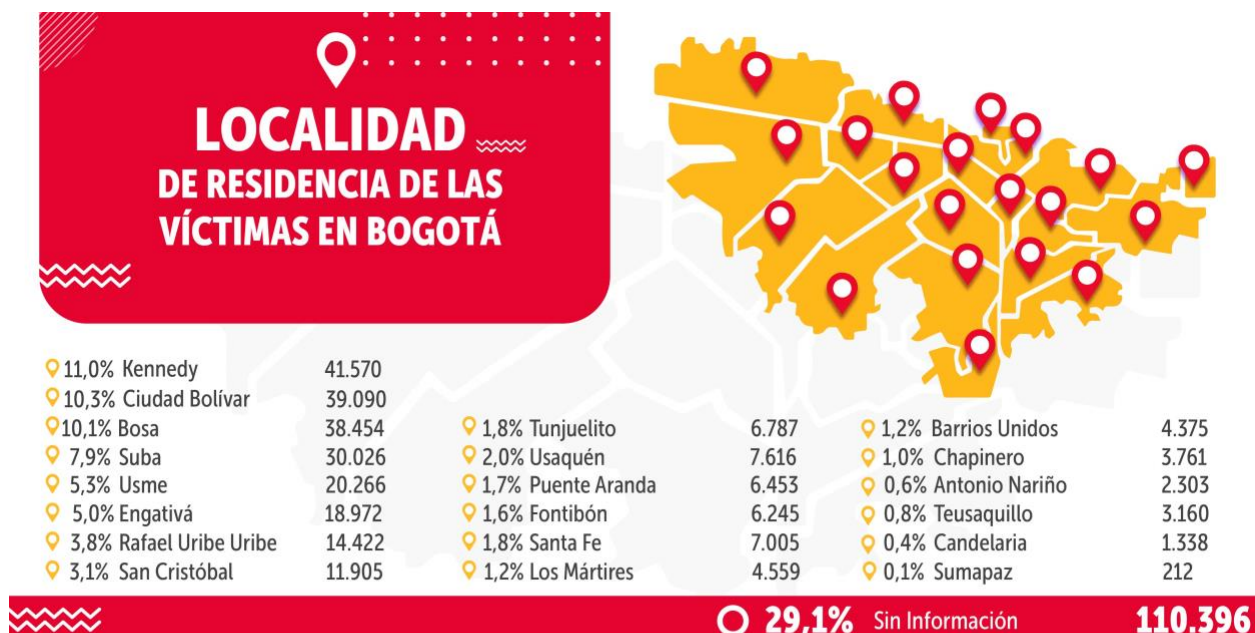 LOCALIDAD
DE RESIDENCIA DE LAS
VÍCTIMAS EN BOGOTÁ
11,0% Kennedy 41.570
10,3% Ciudad Bolívar 39.090
10,1% Bosa 38.454
7,9% Suba 30.026
5,3% Usme 20.266
5,0% Engativá 18.972
3,8% Rafael Uribe Uribe 14.422
3,1% San Cristóbal 11.905
1,8% Tunjuelito 6.787
2,0% Usaquén 7.616
1,7% Puente Aranda 6.453
1,6% Fontibón 6.245
1,8% Santa Fe 7.005
1,2% Los Mártires 4.559
1,2% Barrios Unidos 4.375
1,0% Chapinero 3.761
0,6% Antonio Nariño 2.303
0,8% Teusaquillo 3.160
0,4% Candelaria 1.338
0,1% Sumapaz 212
29,1% Sin Información 110.396